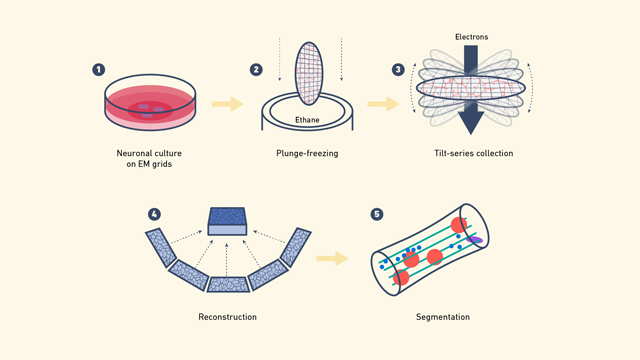 1
Neuronal culture
on EM grids
2
Ethane
Plunge-freezing
3
Electrons
Tilt-series collection
4
Reconstruction
5
Segmentation